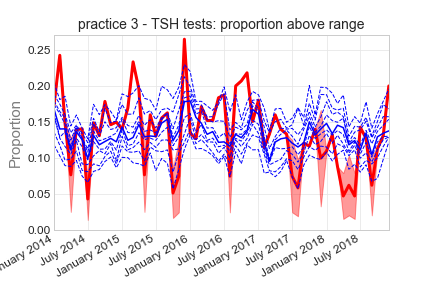 practice 3 - TSH tests: proportion above range
Proportion
0.25
0.20
0.15
0.10
0.05
0.00
nuary 2014
July 2014
January 2015
July 2015
January 2016
July 2016
January 2017
July 2017
January 2018
July 2018